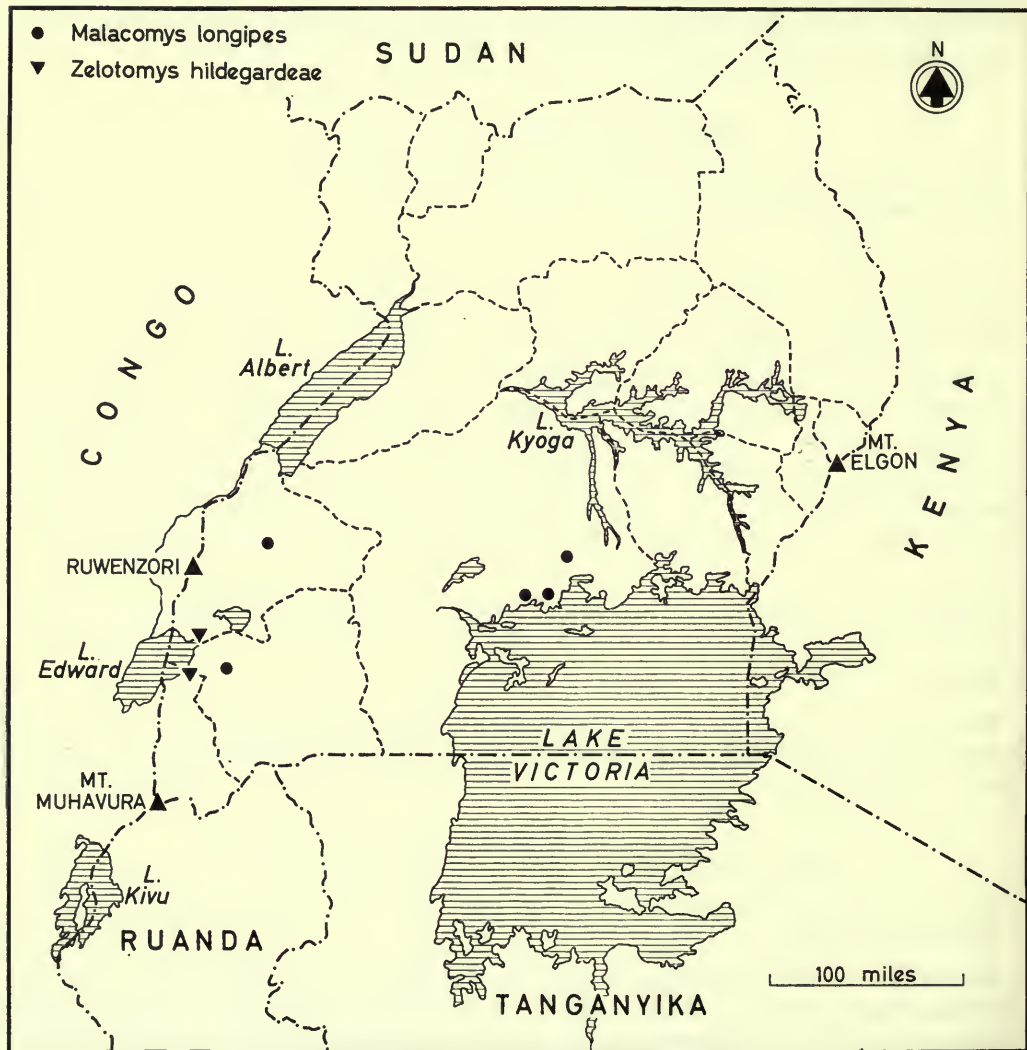 Malacomys longipes
Zelotomys hildegardeae
SUDAN
N
CONGO
L.
Albert
L.
Kyoga
MT.
ELGON
KENYA
RUWENZORI
L.
Edward
LAKE
VICTORIA
MT.
MUHAVURA
L.
Kivu
RUANDA
100 miles
TANGANYIKA